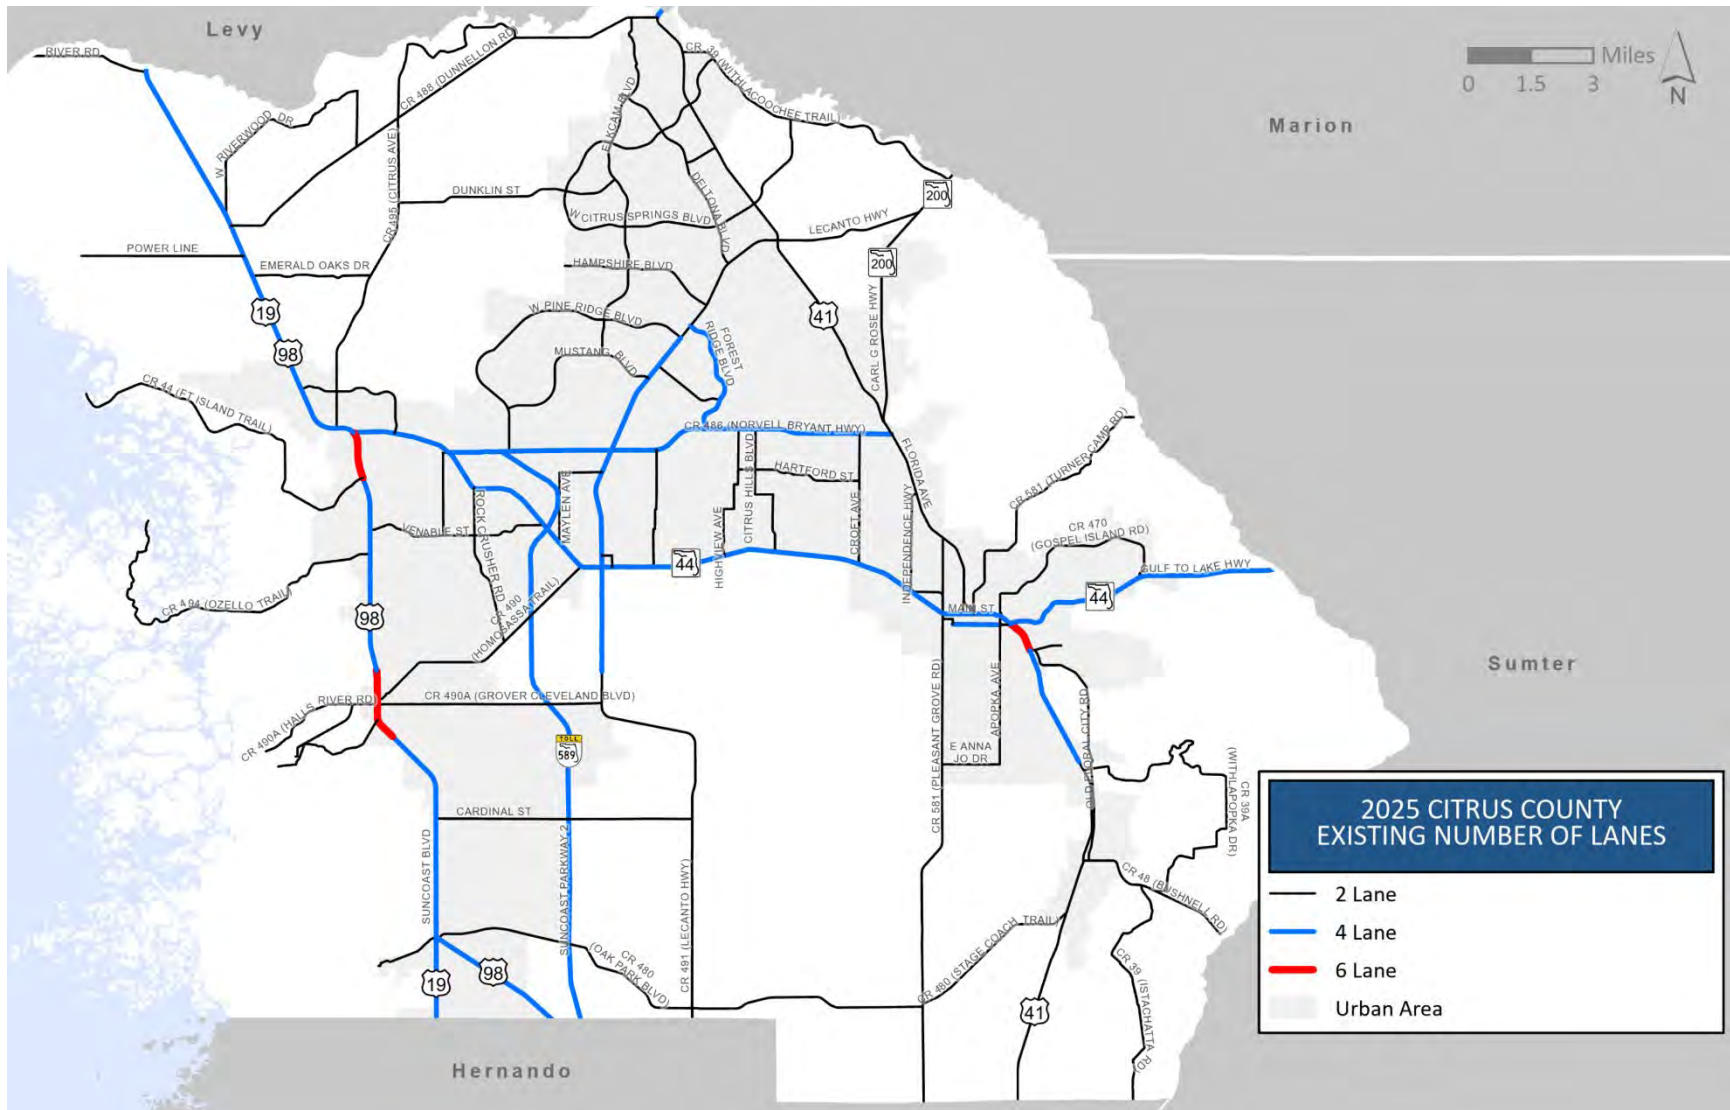 Levy
RIVER RD
CR 488 (DUNNELLON RD)
CR 39 (WITHLACOOCHEE TRAIL)
Miles
0 1.5 3
N
Marion
W RIVERWOOD DR
CR 495 (CITRUS AVE)
ELKCAM BLVD
DUNKLIN ST
DELTONA BLVD
W CITRUS SPRINGS BLVD
LECANTO HWY
200
POWER LINE
EMERALD OAKS DR
HAMPSHIRE BLVD
200
19
W PINE RIDGE BLVD
41
98
MUSTANG BLVD
FOREST
RIDGE BLVD
CARL G ROSE HWY
CR 44 (FT ISLAND TRAIL)
CR 486 (NORVELL BRYANT HWY)
FLORIDA AVE
CR 581 (TURNER CAMP RD)
HARTFORD ST
CITRUS HILLS BLVD
MAYLEN AVE
ROCK CRUSHER RD
VENABLE ST
HIGHVIEW AVE
CROFT AVE
INDEPENDENCE HWY
CR 470
(GOSPEL ISLAND RD)
GULF TO LAKE HWY
44
44
CR 494 (OZELLO TRAIL)
98
CR 490
(HOMOSASSA TRAIL)
MAIN ST
Sumter
CR 490A (HALLS
RIVER RD)
CR 490A (GROVER CLEVELAND BLVD)
CR 581 (PLEASANT GROVE RD)
APOPKA AVE
OLD FLORAL CITY RD
TOLL
589
E ANNA
JO DR
CR 39A
(WITHLAPOPKA DR)
CARDINAL ST
SUNCOAST BLVD
SUNCOAST PARKWAY 2
CR 491 (LECANTO HWY)
CR 48 (BUSHNELL RD)
CR 480 (STAGE COACH TRAIL)
CR 480
(OAK PARK BLVD)
98
19
41
CR 39 (ISTACHATTA RD)
Hernando
2025 CITRUS COUNTY
EXISTING NUMBER OF LANES
2 Lane
4 Lane
6 Lane
Urban Area